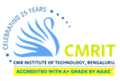 CELEBRATING 25 YEARS
CMRIT
CMR INSTITUTE OF TECHNOLOGY, BENGALURU.
ACCREDITED WITH A+ GRADE BY NAAC